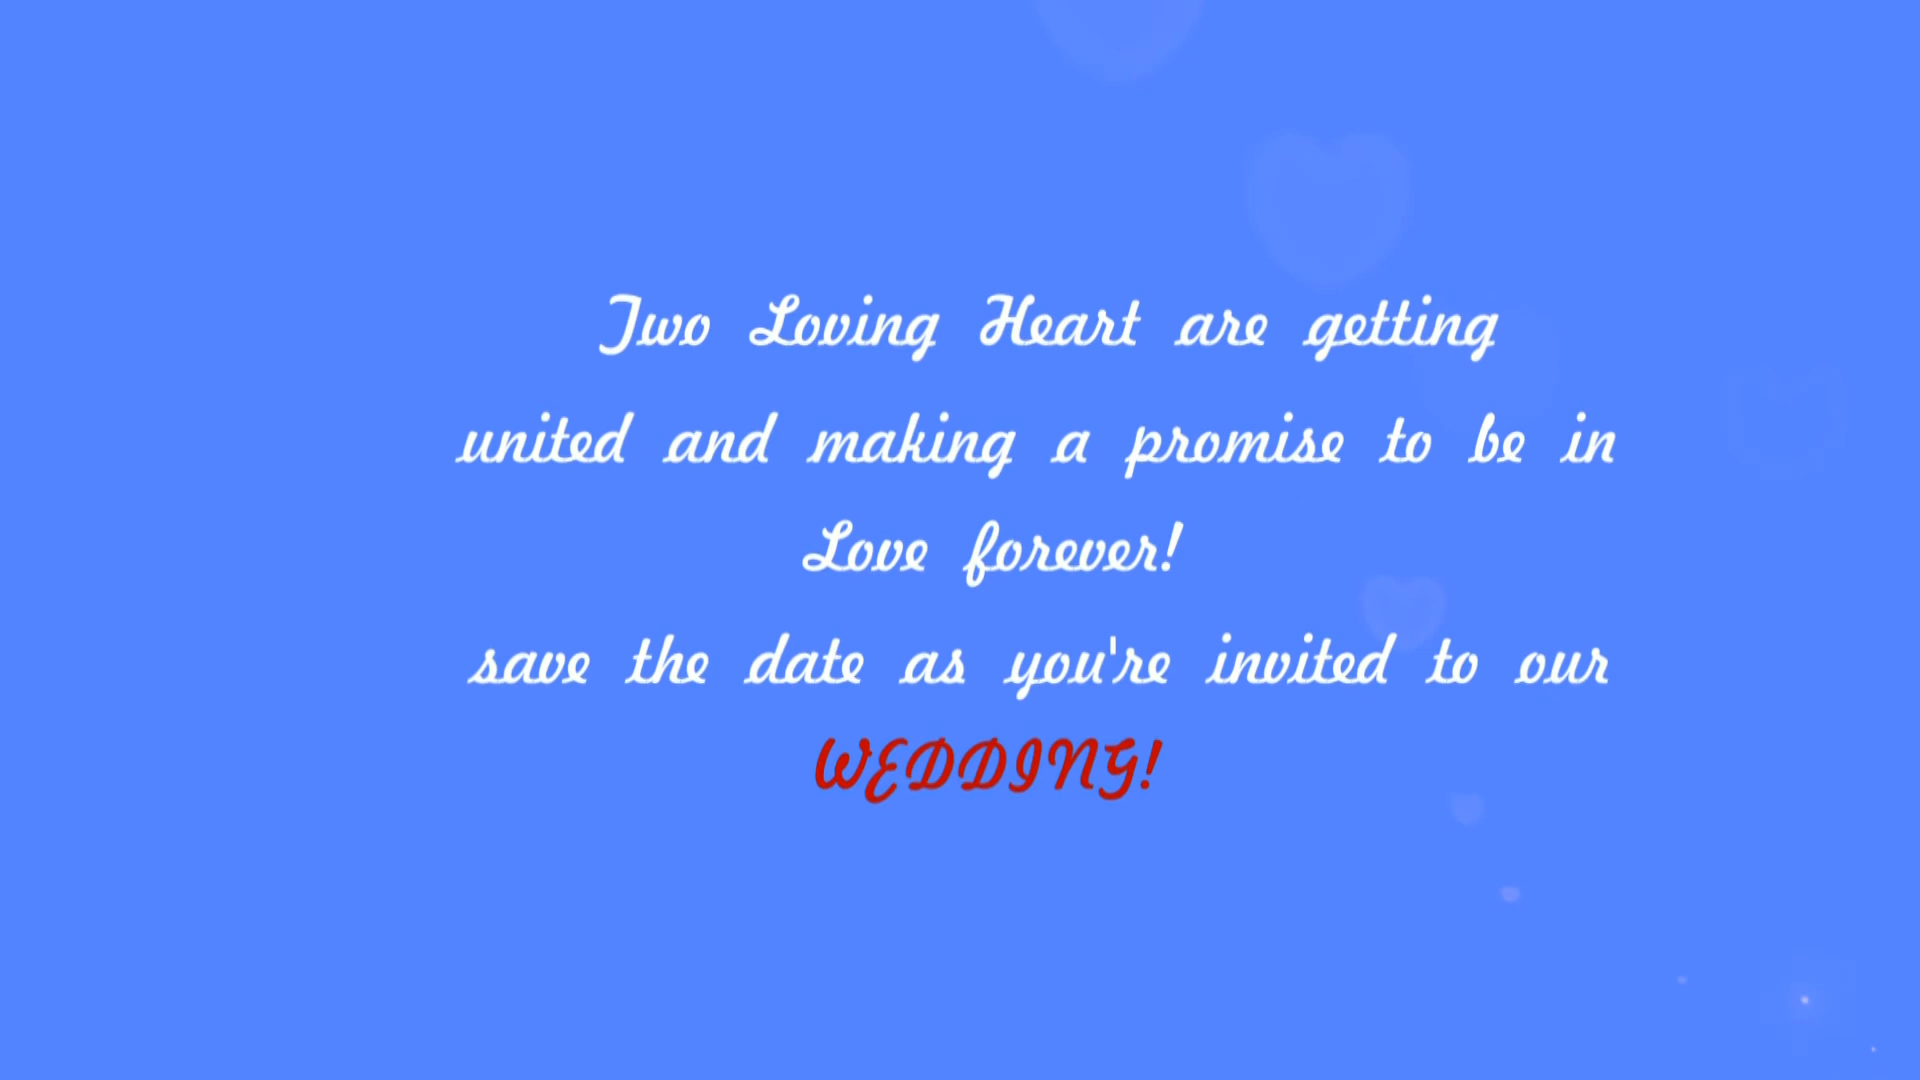 Two Loving Heart are getting
united and making a promise to be in
Love forever!
save the date as you're invited to our
WEDDING!